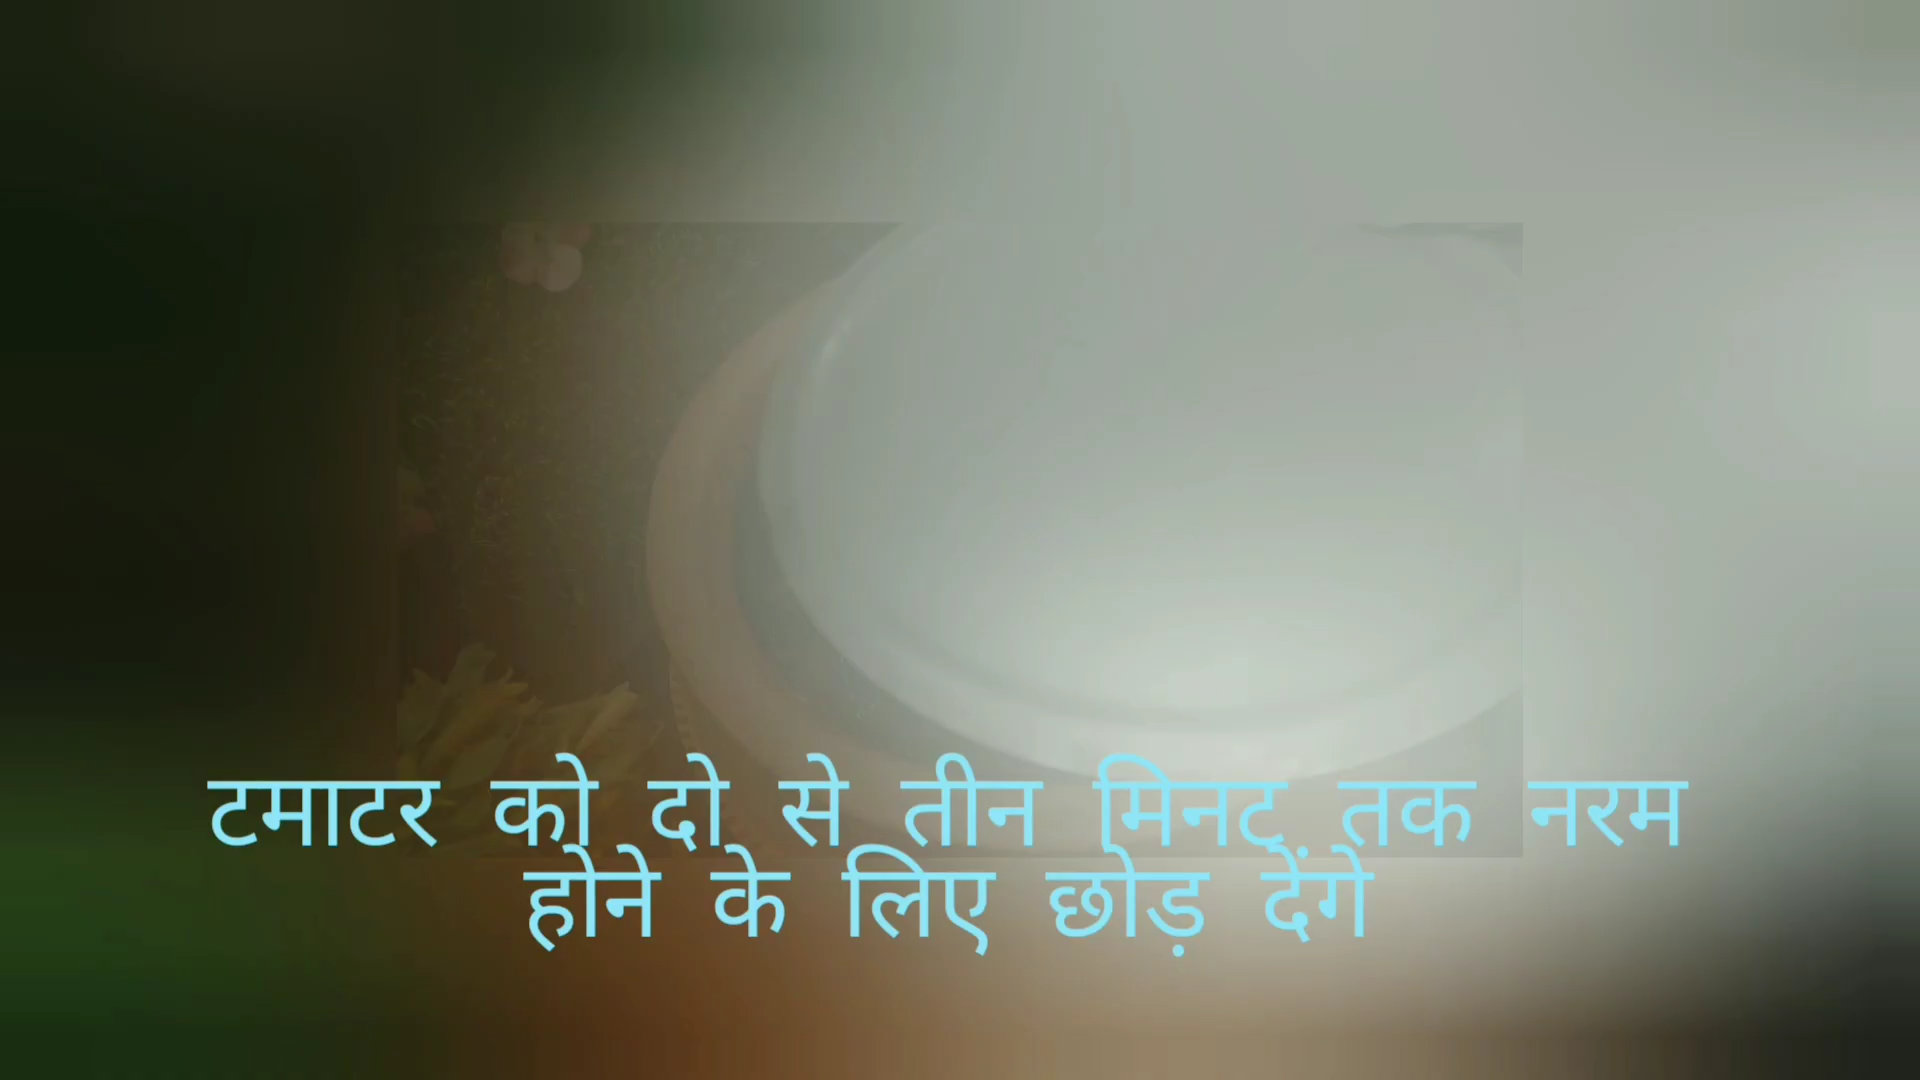 टमाटर को दो से तीन मिनट तक नरम
होने के लिए छोड़ देंगे